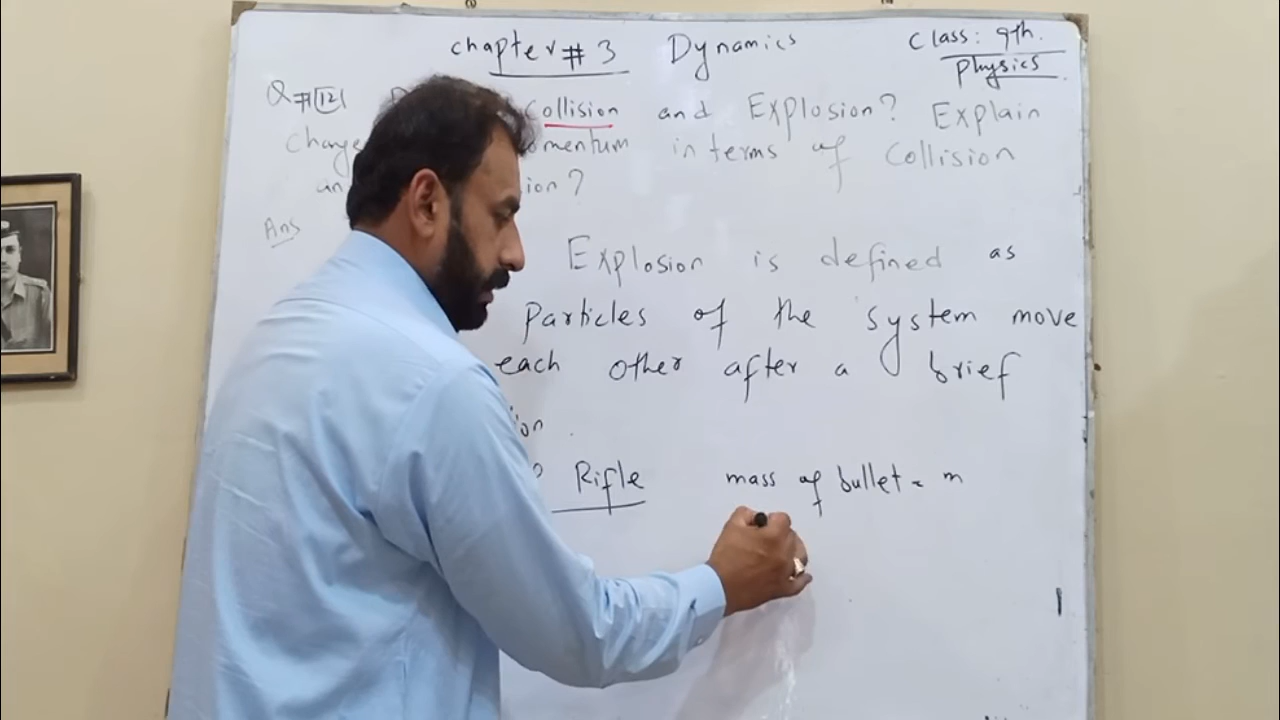 Chapter # 3 Dynamics Class: 9th.
Physics
Q#12 Collision and Explosion? Explain
change omentum in terms of Collision
an ion?
Ans
Explosion is defined as
Particles of the system move
each other after a brief
ion.
Rifle mass of bullet = m